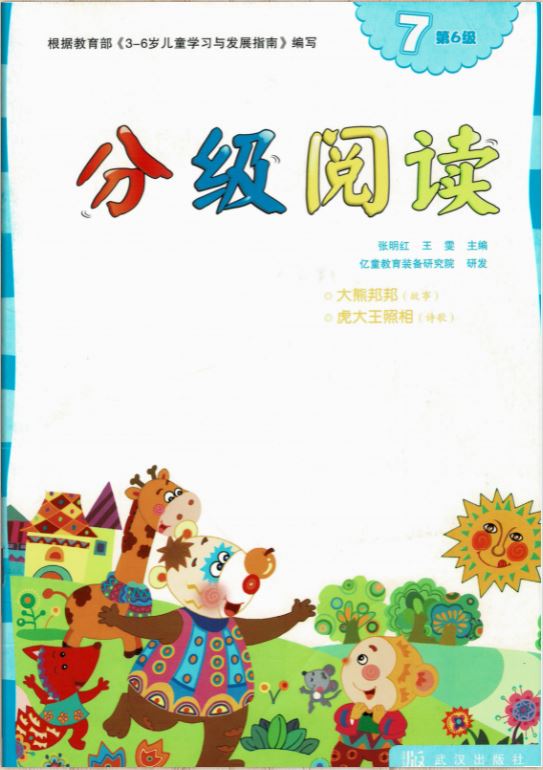 根据教育部《3-6岁儿童学习与发展指南》编写
7 第6级
分级阅读
张明红 王雯 主编
亿童教育装备研究院 研发
大熊邦邦（故事）
虎大王照相（诗歌）
武汉出版社